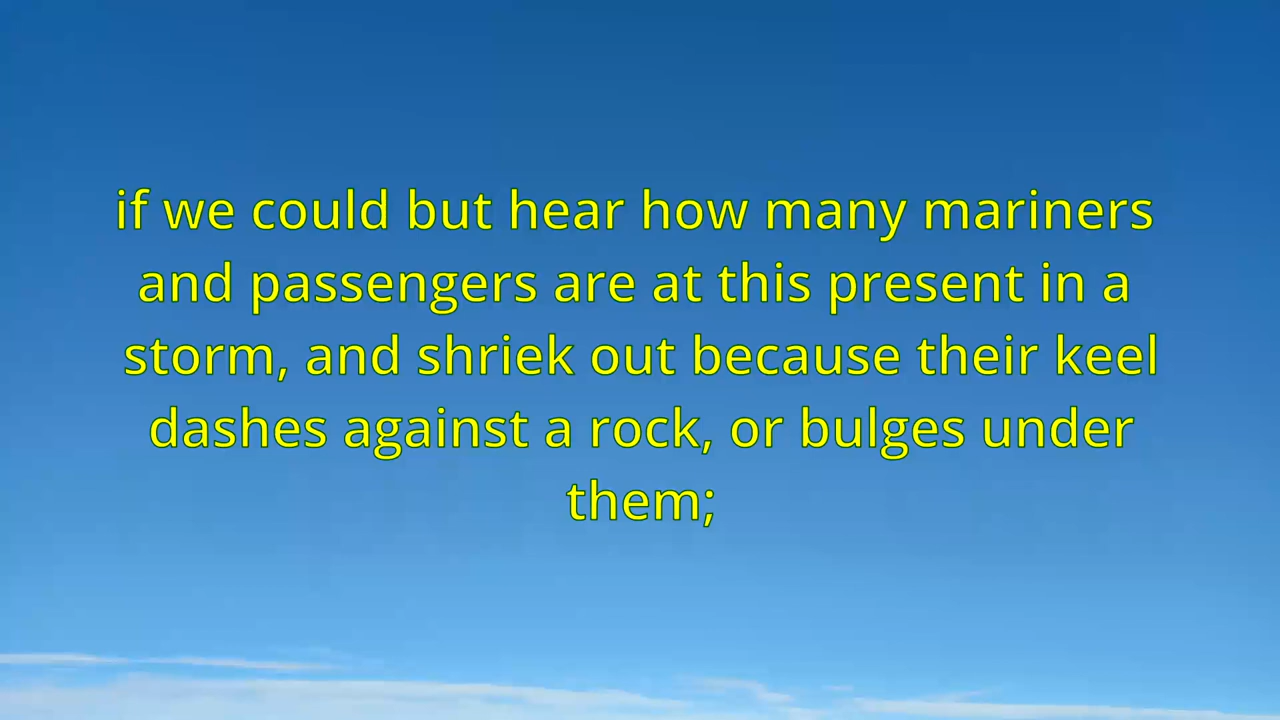 if we could but hear how many mariners
and passengers are at this present in a
storm, and shriek out because their keel
dashes against a rock, or bulges under
them;